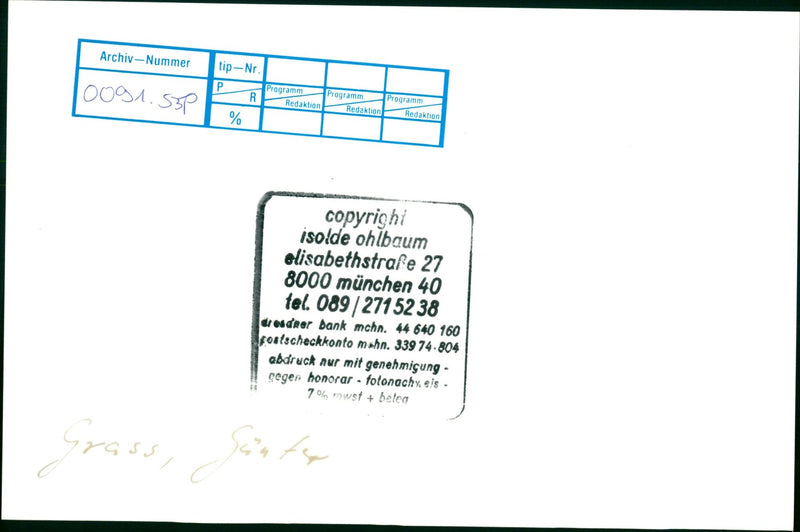 Archiv—Nummer
tip—Nr.
0091.53P
P
R
Programm
Redaktion
Programm
Redaktion
Programm
Redaktion
%
copyright
isolde ohlbaum
elisabethstraße 27
8000 münchen 40
tel. 089/2715238
dresdner bank mchn. 44 640 160
postscheckkonto mchn. 33974-804
abdruck nur mit genehmigung -
gegen honorar - fotonachweis -
7% mwst + beleg
Grass, Günter